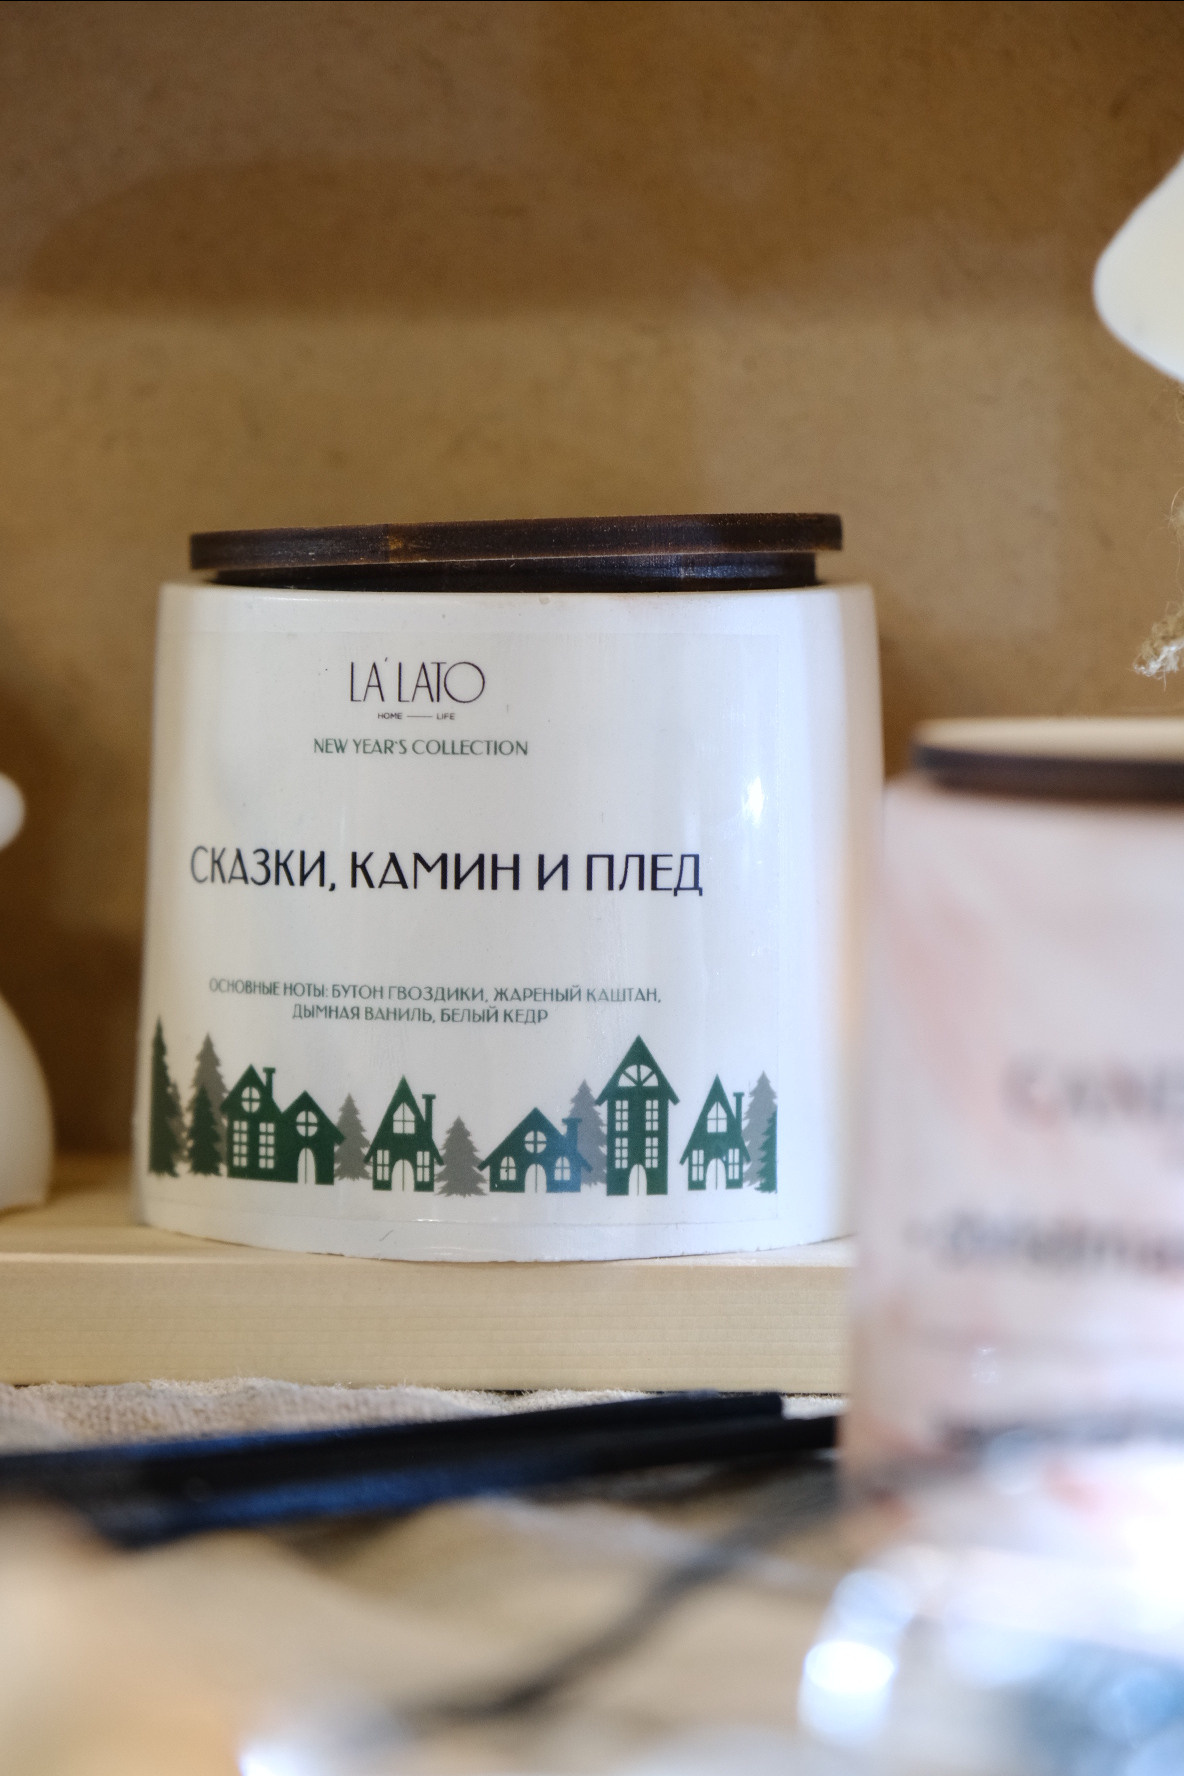 LA'LATO
HOME — LIFE
NEW YEAR'S COLLECTION
СКАЗКИ, КАМИН И ПЛЕД
ОСНОВНЫЕ НОТЫ: БУТОН ГВОЗДИКИ, ЖАРЕНЫЙ КАШТАН,
ДЫМНАЯ ВАНИЛЬ, БЕЛЫЙ КЕДР